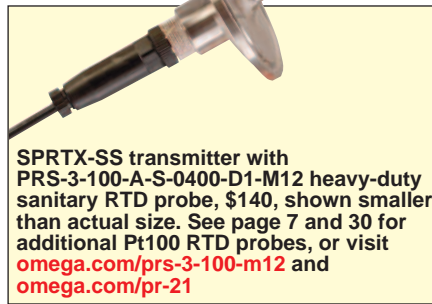 SPRTX-SS transmitter with
PRS-3-100-A-S-0400-D1-M12 heavy-duty
sanitary RTD probe, $140, shown smaller
than actual size. See page 7 and 30 for
additional Pt100 RTD probes, or visit
omega.com/prs-3-100-m12 and
omega.com/pr-21